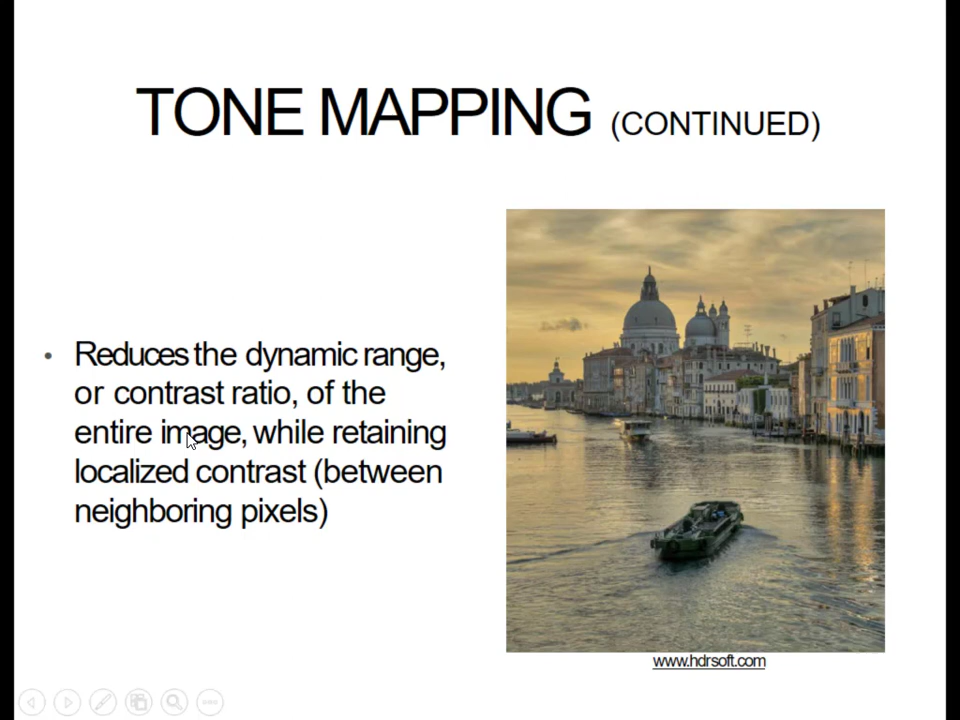 TONE MAPPING (CONTINUED)
• Reduces the dynamic range,
or contrast ratio, of the
entire image, while retaining
localized contrast (between
neighboring pixels)
www.hdrsoft.com